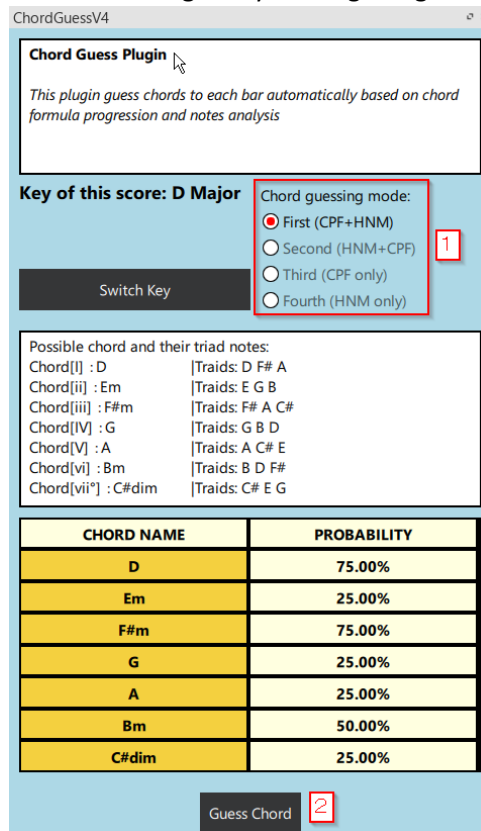 ChordGuessV4
Chord Guess Plugin
This plugin guess chords to each bar automatically based on chord
formula progression and notes analysis
Key of this score: D Major
Switch Key
Chord guessing mode:
First (CPF+HNM)
Second (HNM+CPF)
Third (CPF only)
Fourth (HNM only)
1
Possible chord and their triad notes:
Chord[I] : D |Traids: D F# A
Chord[ii] : Em |Traids: E G B
Chord[iii] : F#m |Traids: F# A C#
Chord[IV] : G |Traids: G B D
Chord[V] : A |Traids: A C# E
Chord[vi] : Bm |Traids: B D F#
Chord[vii°] : C#dim |Traids: C# E G
CHORD NAME PROBABILITY
D 75.00%
Em 25.00%
F#m 75.00%
G 25.00%
A 25.00%
Bm 50.00%
C#dim 25.00%
Guess Chord 2